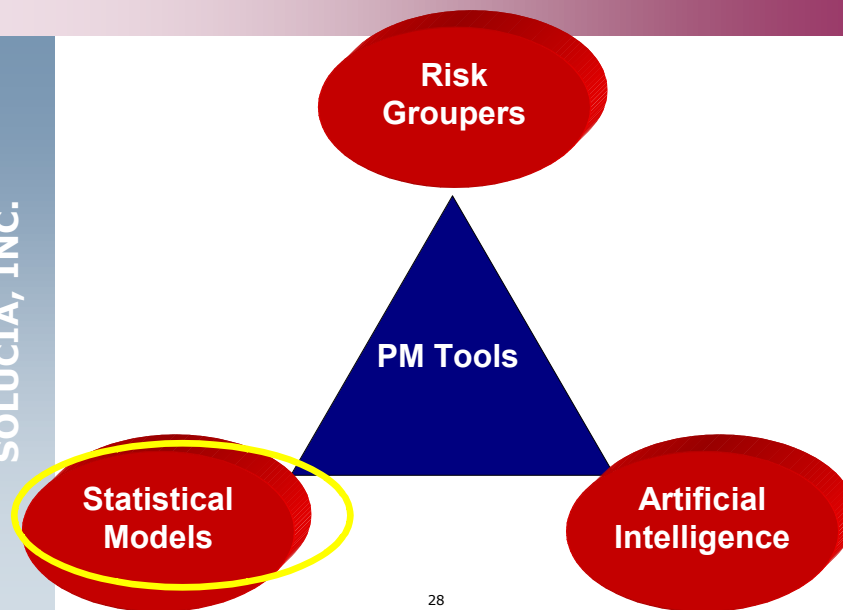 Risk
Groupers
SOLUCIA, INC.
PM Tools
Statistical
Models
Artificial
Intelligence
28